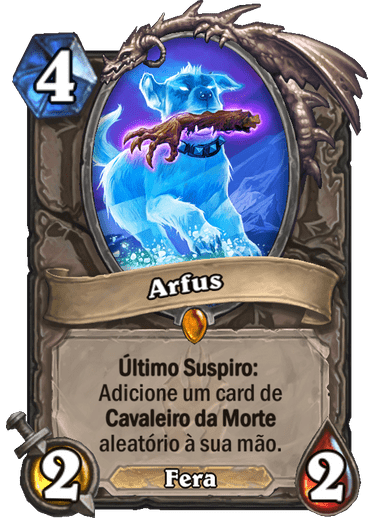 4
Arfus
Último Suspiro:
Adicione um card de
Cavaleiro da Morte
aleatório à sua mão.
Fera
2
2